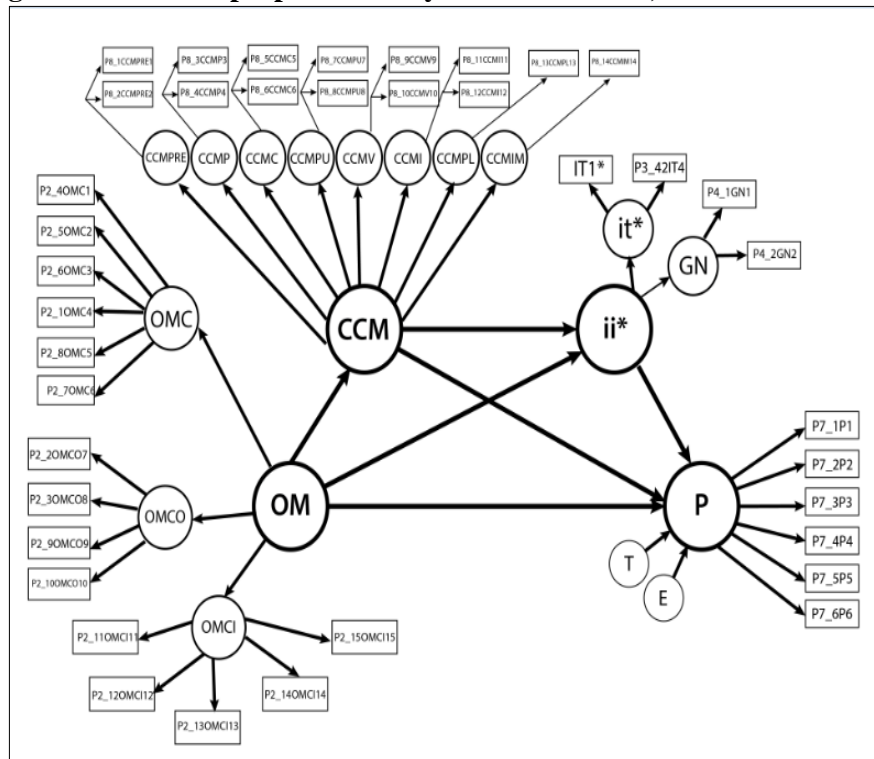 P8_1CCMPRE1 P8_3CCMP3 P8_5CCMC5 P8_7CCMPU7 P8_9CCMV9 P8_11CCMI11 P8_13CCMPL13 P8_14CCMIM14
P8_2CCMPRE2 P8_4CCMP4 P8_6CCMC6 P8_8CCMPU8 P8_10CCMV10 P8_12CCMI12
CCMPRE CCMP CCMC CCMPU CCMV CCMI CCMPL CCMIM
IT1* P3_42IT4
P2_4OMC1
P4_1GN1
P2_5OMC2
it*
P2_6OMC3
GN
P4_2GN2
P2_1OMC4
OMC
CCM
ii*
P2_8OMC5
P2_7OMC6
P7_1P1
P2_2OMCO7
P7_2P2
P2_3OMCO8
OMCO
OM
P
P7_3P3
P2_9OMCO9
P7_4P4
P2_10OMCO10
T
P7_5P5
E
P7_6P6
OMCI
P2_11OMCI11
P2_15OMCI15
P2_12OMCI12
P2_14OMCI14
P2_13OMCI13